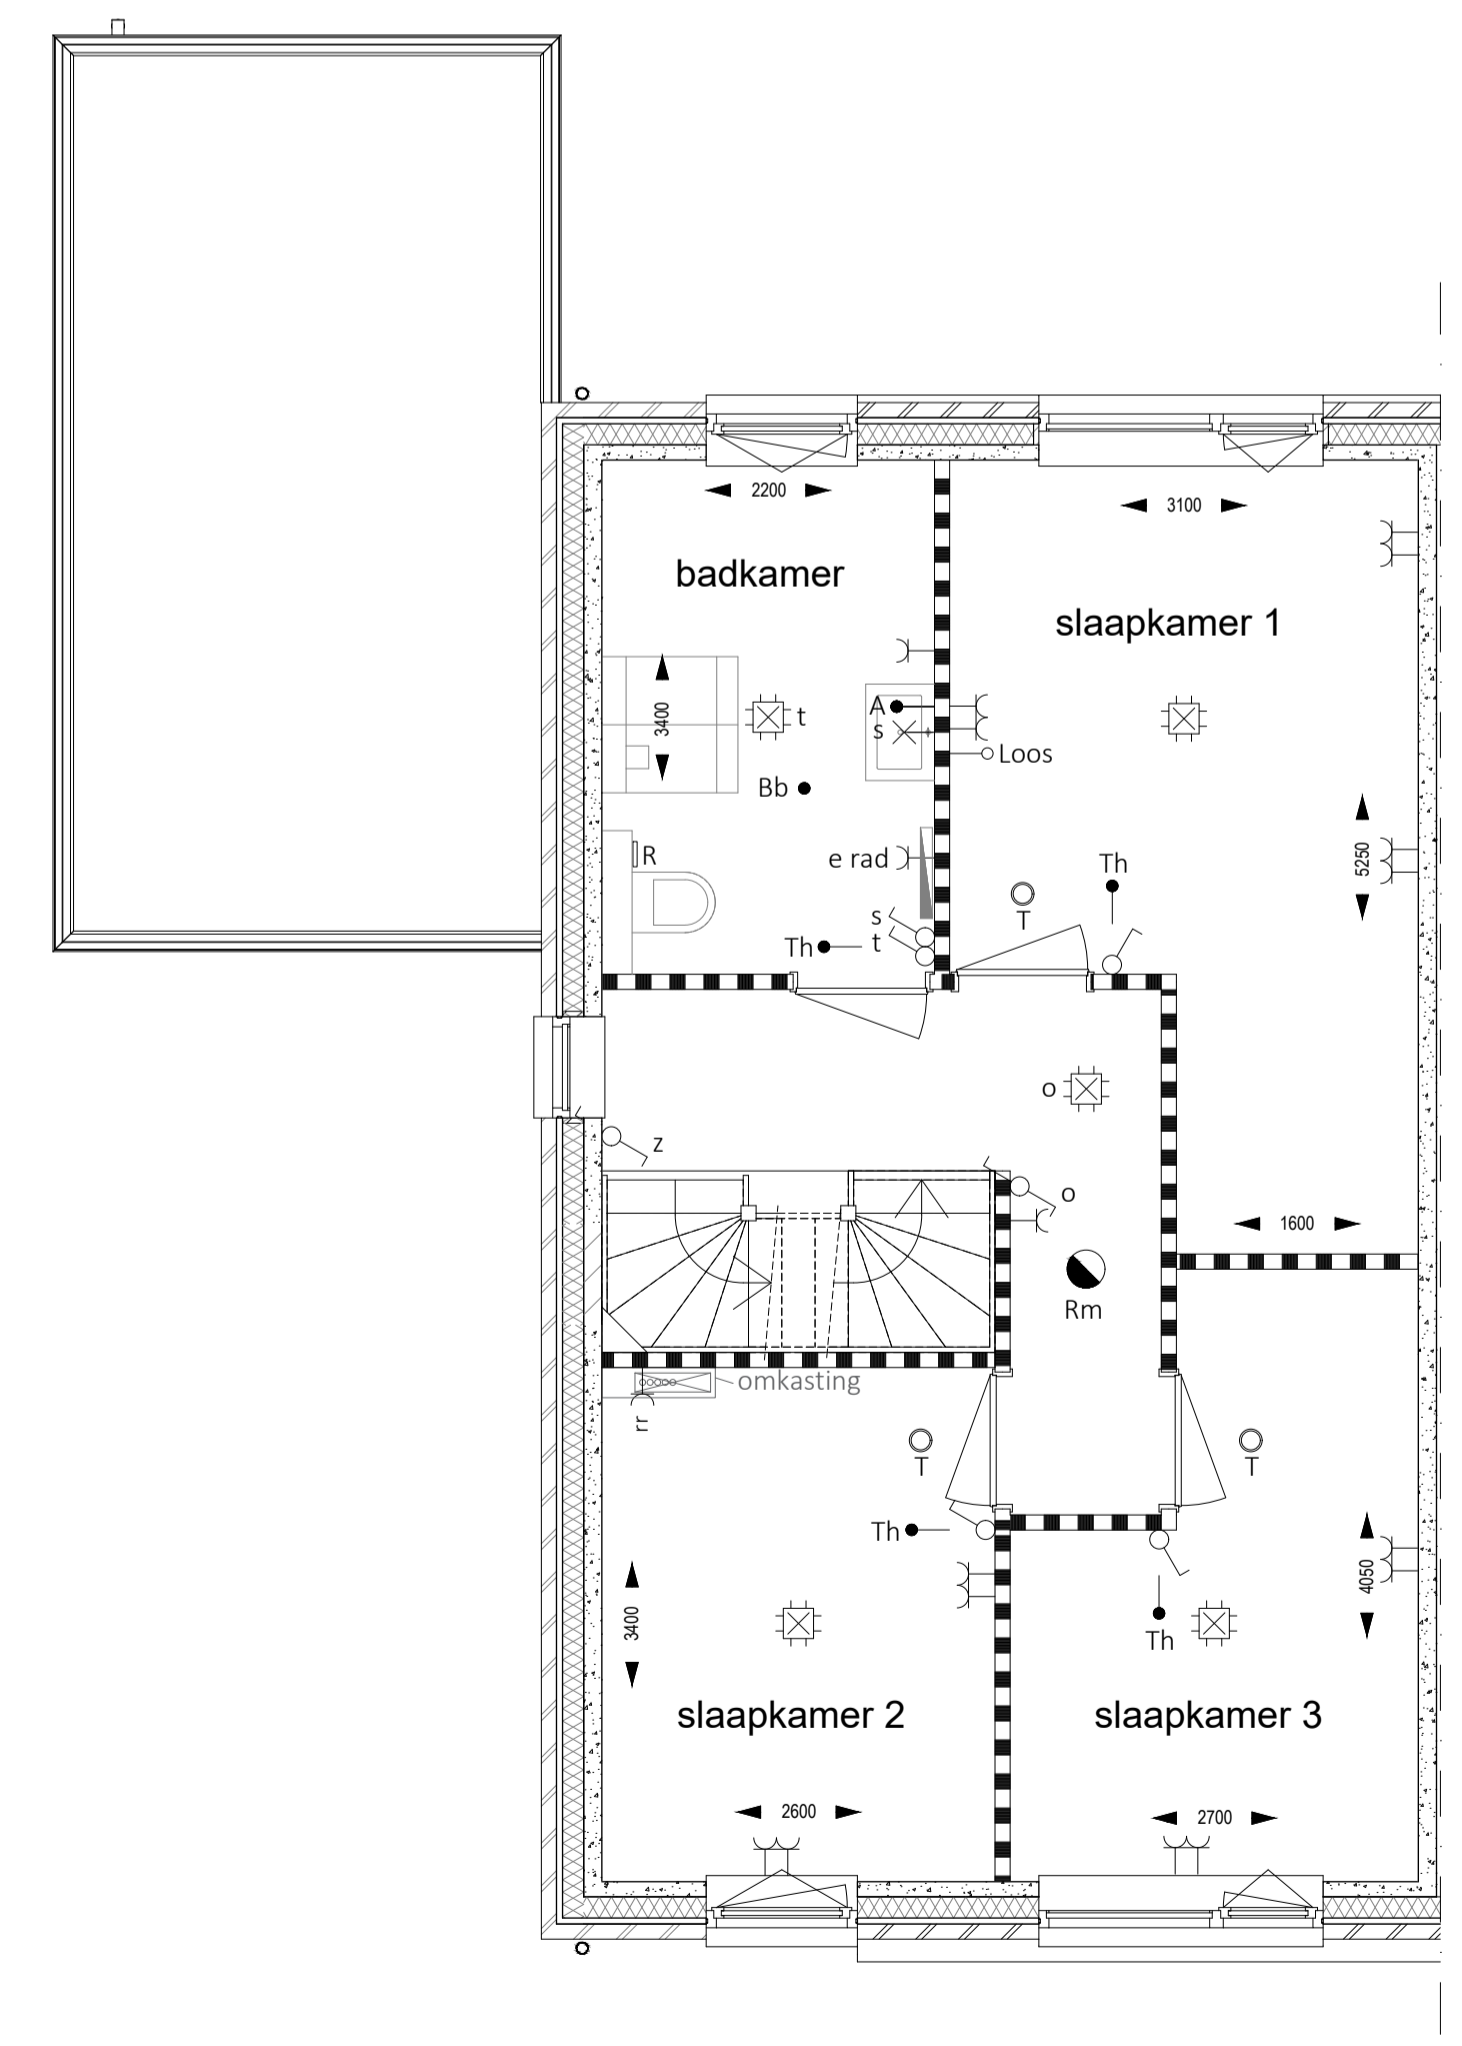 2200
3100
badkamer
slaapkamer 1
3400
t
A
s
Loos
Bb
R
e rad
5250
Th
T
s
t
Th
o
z
o
1600
Rm
omkasting
rr
T
T
Th
3400
4050
Th
slaapkamer 2
slaapkamer 3
2600
2700